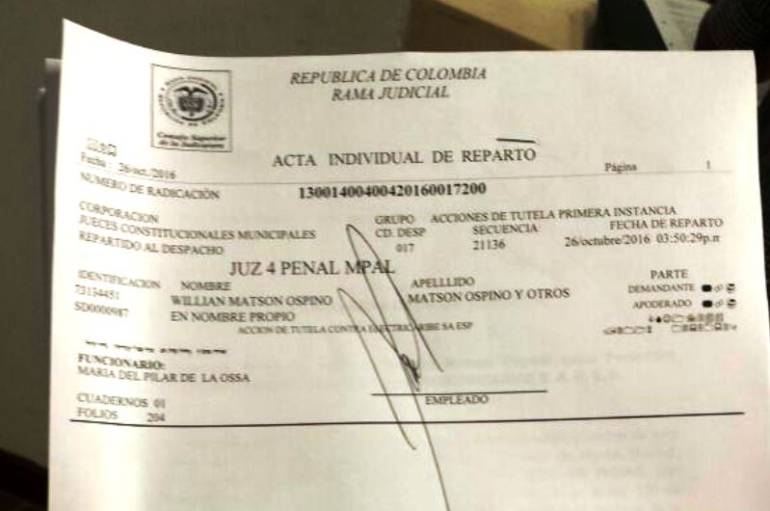 REPUBLICA DE COLOMBIA
RAMA JUDICIAL
Consejo Superior
de la Judicatura
ACTA INDIVIDUAL DE REPARTO
Fecha 26/oct./2016
Página 1
NUMERO DE RADICACIÓN 13001400400420160017200
CORPORACION GRUPO ACCIONES DE TUTELA PRIMERA INSTANCIA
JUECES CONSTITUCIONALES MUNICIPALES CD. DESP SECUENCIA FECHA DE REPARTO
REPARTIDO AL DESPACHO 017 21136 26/octubre/2016 03:50:29p.m
JUZ 4 PENAL MPAL
IDENTIFICACION NOMBRE APELLLIDO PARTE
73134451 WILLIAN MATSON OSPINO MATSON OSPINO Y OTROS DEMANDANTE
SD0000987 EN NOMBRE PROPIO APODERADO
ACCION DE TUTELA CONTRA ELECTRICARIBE SA ESP
FUNCIONARIO:
MARIA DEL PILAR DE LA OSSA
EMPLEADO
CUADERNOS 01
FOLIOS 204